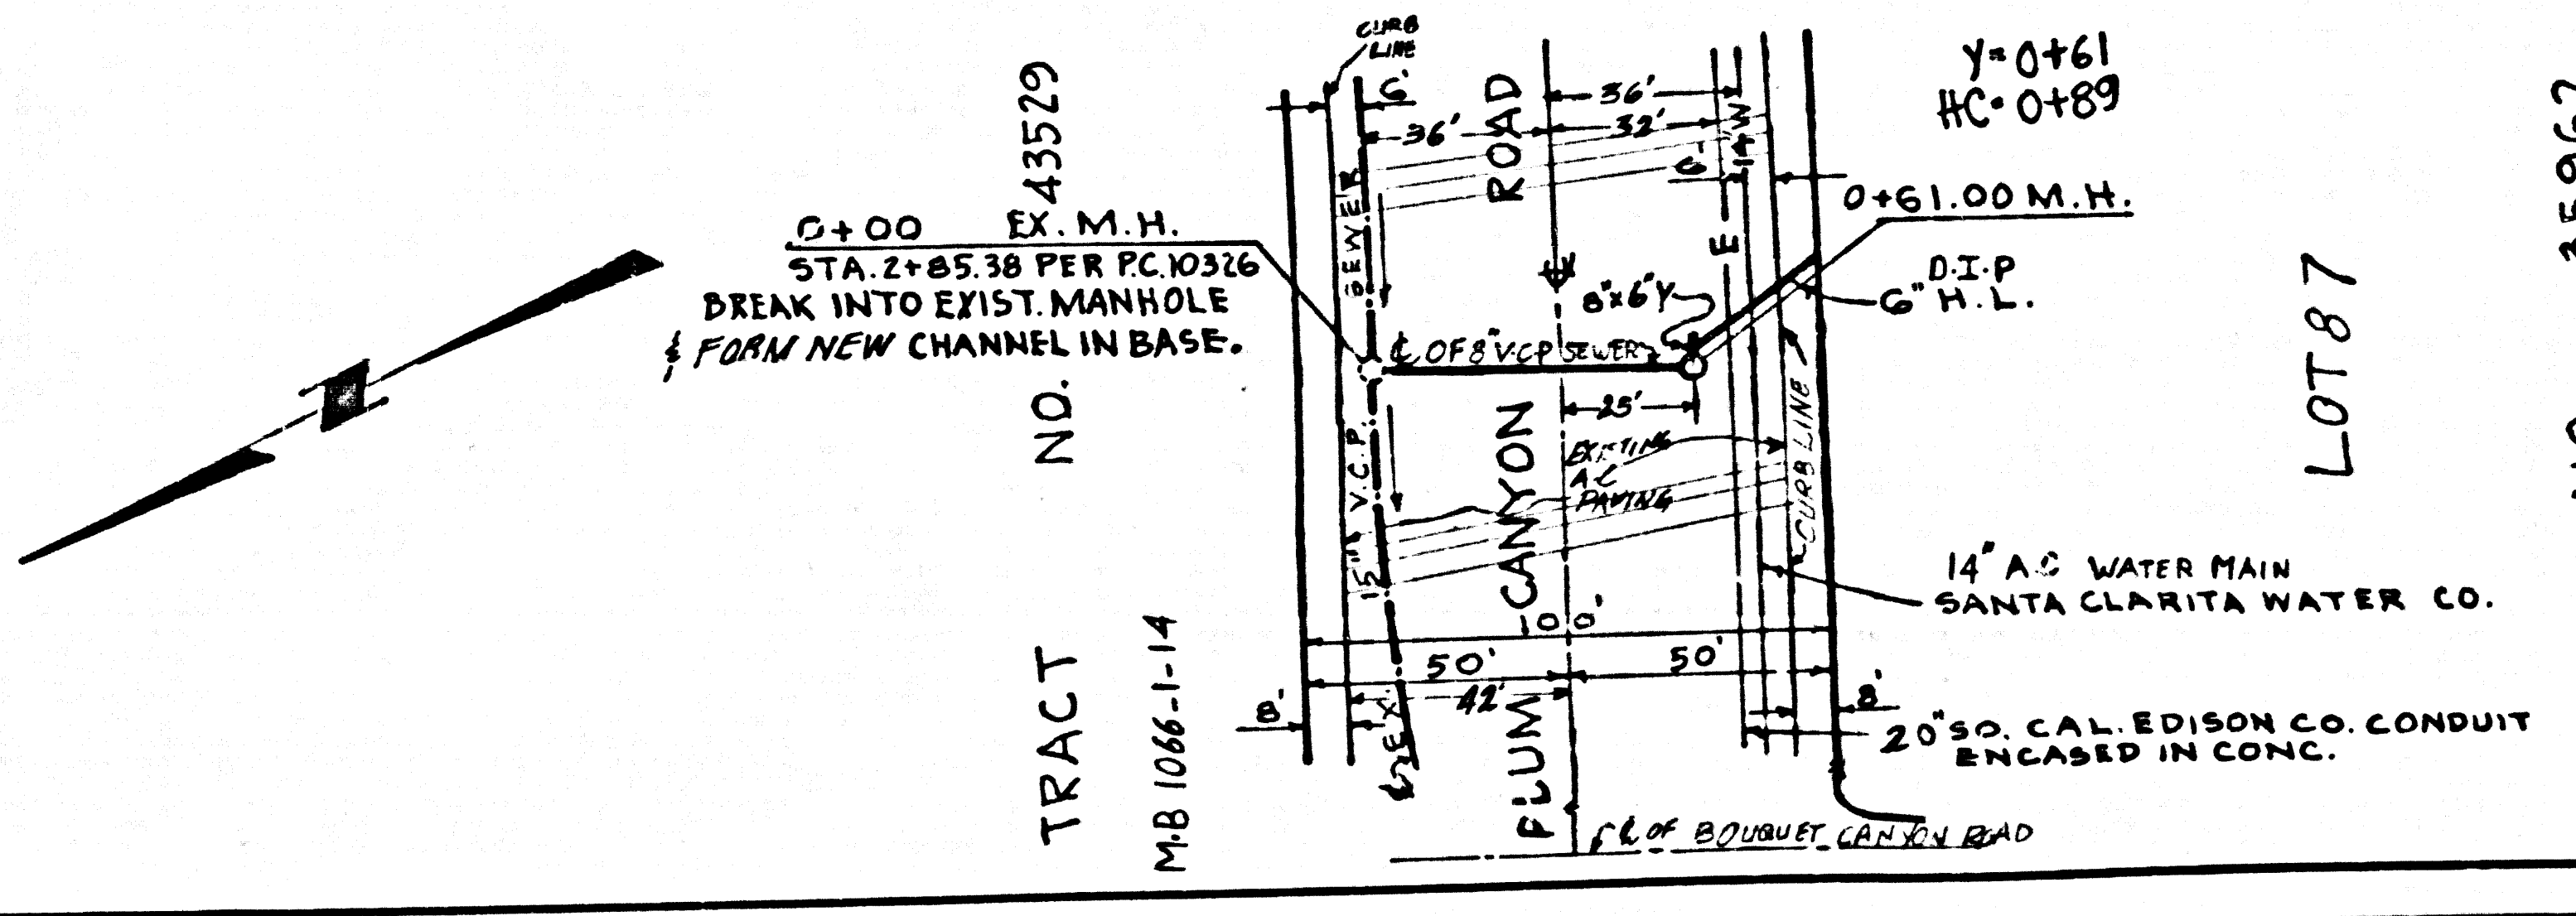 CURB
LINE
6'
36'
36'
32'
6'
ROAD
Y=0+61
HC=0+89
0+61.00 M.H.
0+00 EX. M.H.
STA. 2+85.38 PER P.C. 10326
BREAK INTO EXIST. MANHOLE
& FORM NEW CHANNEL IN BASE.
SEWER
14" W
E
8"x6" Y
D.I.P
6" H.L.
℄ OF 8" V.C.P SEWER
25'
EXISTING
A.C.
PAVING
CURB LINE
15" V.C.P.
℄ EX.
PLUM CANYON
TRACT NO. 43529
M.B 1066-1-14
LOT 87
14" A.C WATER MAIN
SANTA CLARITA WATER CO.
50'
50'
42'
8'
8'
20" SO. CAL. EDISON CO. CONDUIT
ENCASED IN CONC.
℄ OF BOUQUET CANYON ROAD